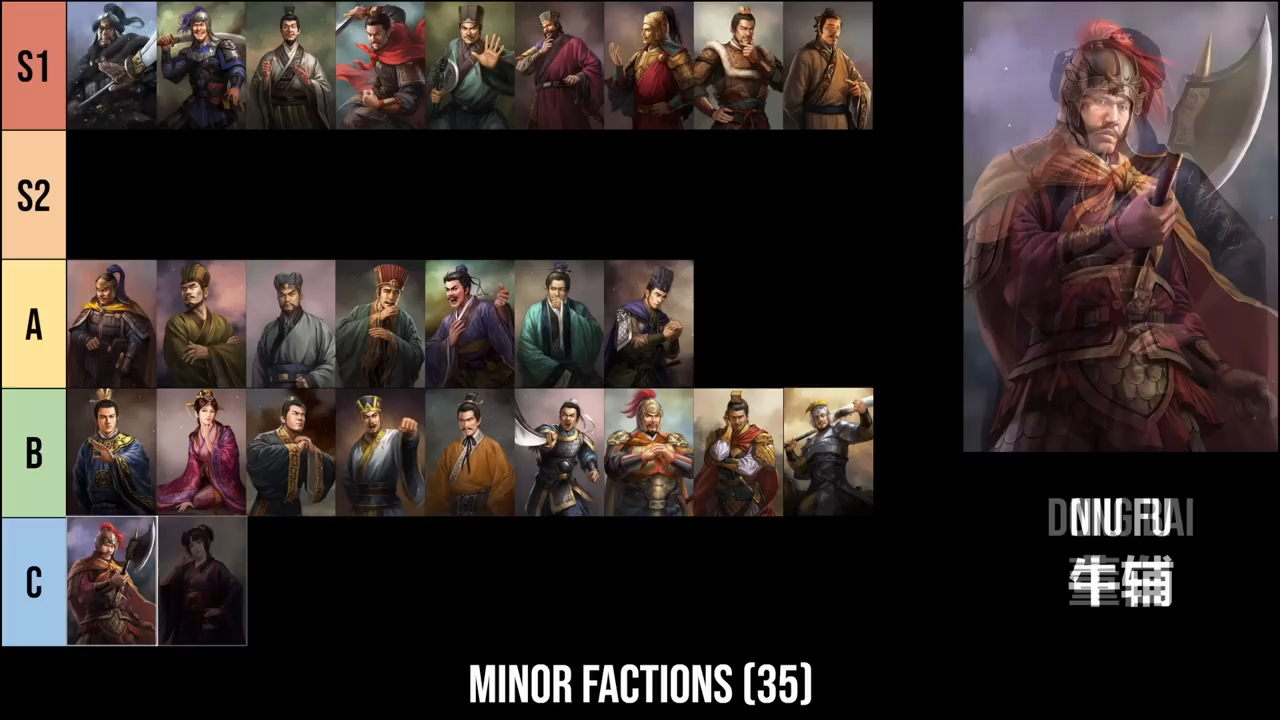 S1
S2
A
B
C
NIU FU
牛辅
MINOR FACTIONS (35)